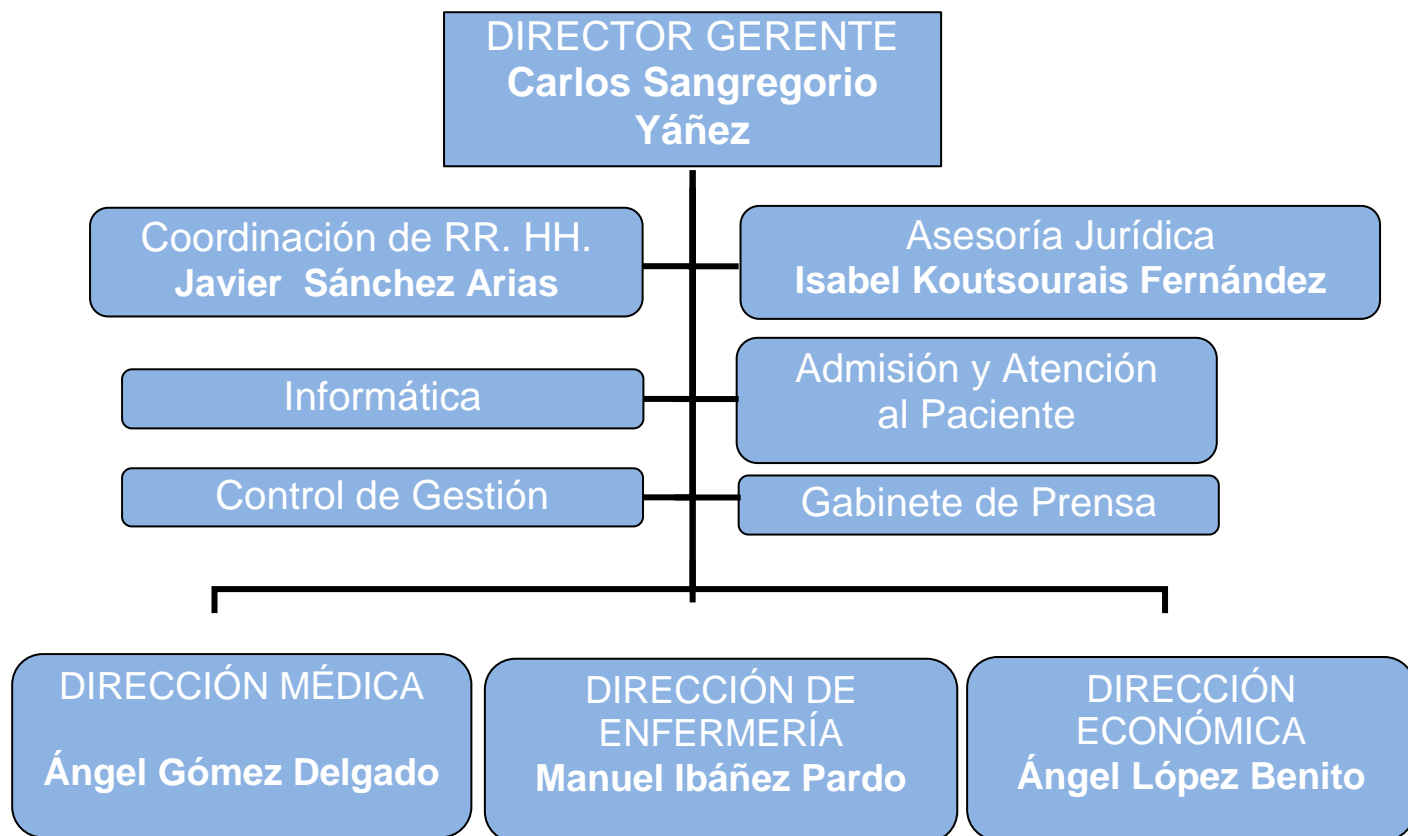 DIRECTOR GERENTE
Carlos Sangregorio
Yáñez
Coordinación de RR. HH.
Javier Sánchez Arias
Asesoría Jurídica
Isabel Koutsourais Fernández
Informática
Admisión y Atención
al Paciente
Control de Gestión
Gabinete de Prensa
DIRECCIÓN MÉDICA
Ángel Gómez Delgado
DIRECCIÓN DE
ENFERMERÍA
Manuel Ibáñez Pardo
DIRECCIÓN
ECONÓMICA
Ángel López Benito